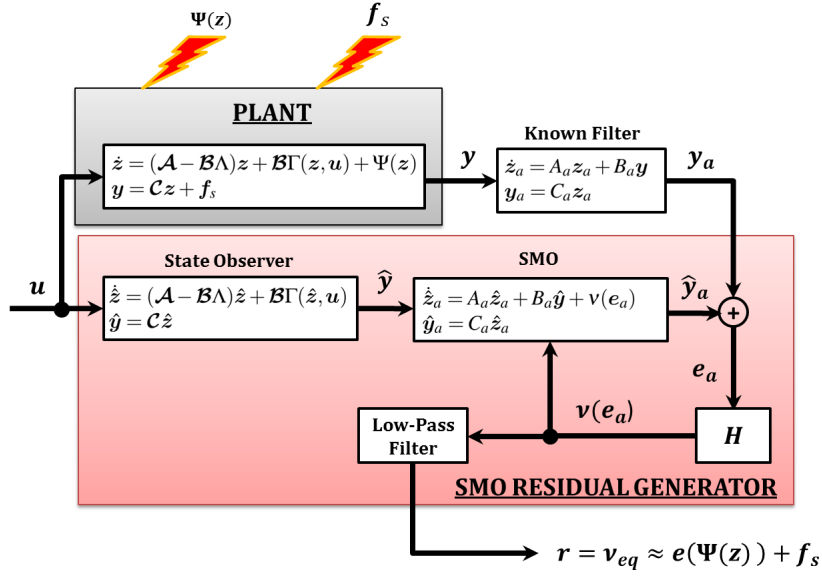 Ψ(z)
f_s
PLANT
ż = (𝓐 − 𝓑Λ)z + 𝓑Γ(z, u) + Ψ(z)
y = 𝓒z + f_s
y
Known Filter
ż_a = A_a z_a + B_a y
y_a = C_a z_a
y_a
u
State Observer
ẑ̇ = (𝓐 − 𝓑Λ)ẑ + 𝓑Γ(ẑ, u)
ŷ = 𝓒ẑ
ŷ
SMO
ẑ̇_a = A_a ẑ_a + B_a ŷ + ν(e_a)
ŷ_a = C_a ẑ_a
ŷ_a
+
e_a
H
ν(e_a)
Low-Pass
Filter
SMO RESIDUAL GENERATOR
r = ν_eq ≈ e(Ψ(z)) + f_s